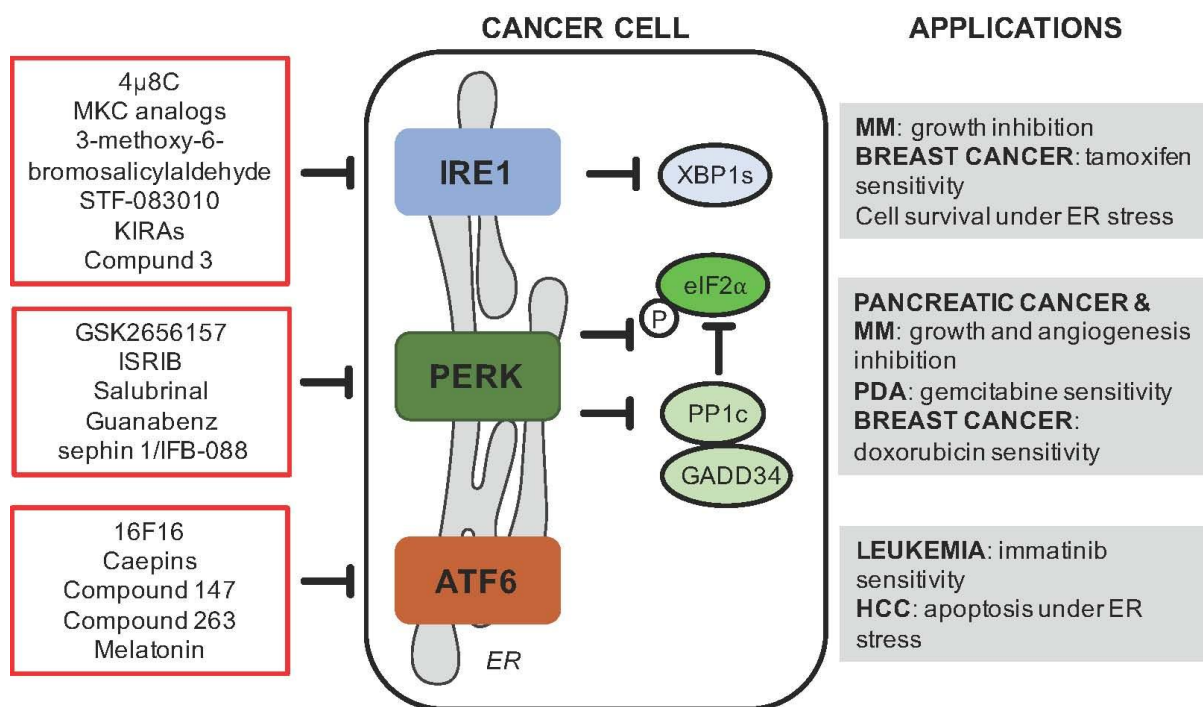 CANCER CELL
APPLICATIONS
4µ8C
MKC analogs
3-methoxy-6-
bromosalicylaldehyde
STF-083010
KIRAs
Compund 3
IRE1
XBP1s
MM: growth inhibition
BREAST CANCER: tamoxifen
sensitivity
Cell survival under ER stress
GSK2656157
ISRIB
Salubrinal
Guanabenz
sephin 1/IFB-088
PERK
eIF2α
P
PP1c
GADD34
PANCREATIC CANCER &
MM: growth and angiogenesis
inhibition
PDA: gemcitabine sensitivity
BREAST CANCER:
doxorubicin sensitivity
16F16
Caepins
Compound 147
Compound 263
Melatonin
ATF6
ER
LEUKEMIA: immatinib
sensitivity
HCC: apoptosis under ER
stress